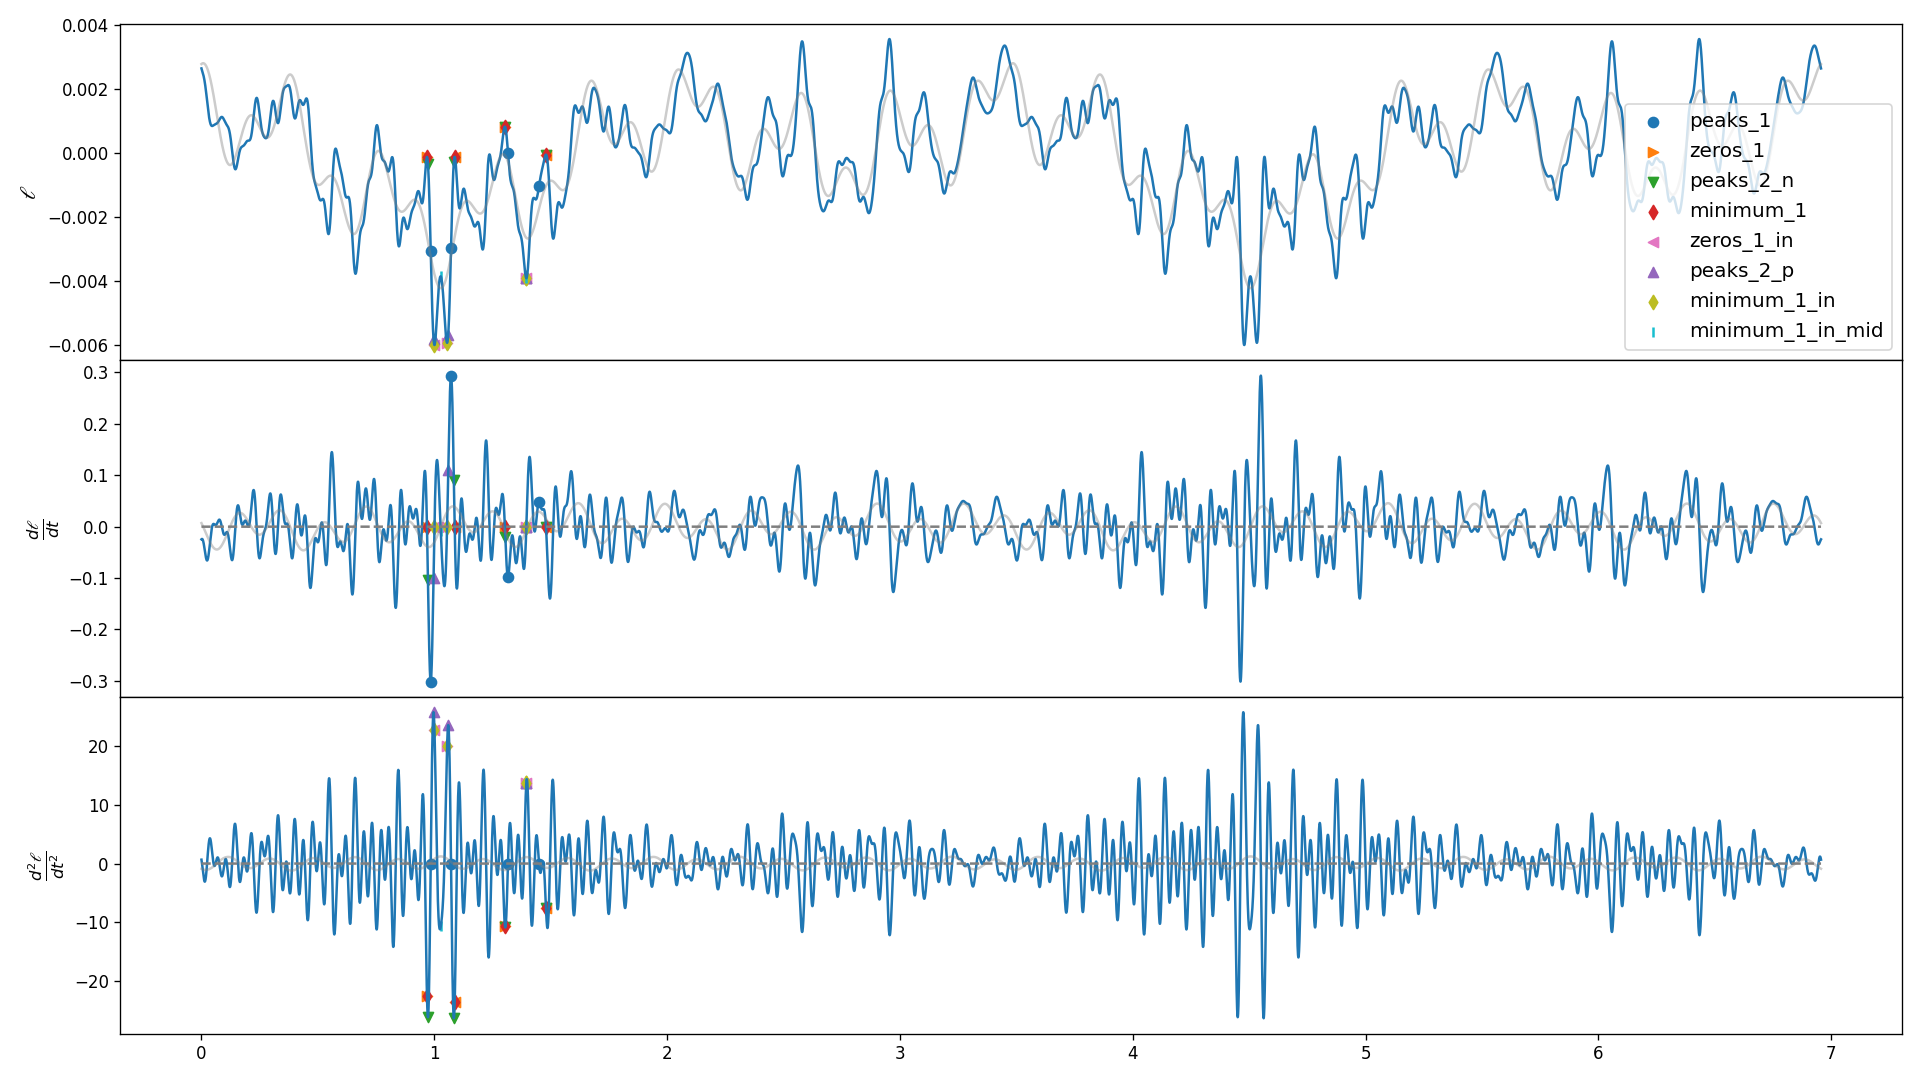 0.004
0.002
0.000
−0.002
−0.004
−0.006
ℓ
peaks_1
zeros_1
peaks_2_n
minimum_1
zeros_1_in
peaks_2_p
minimum_1_in
minimum_1_in_mid
0.3
0.2
0.1
0.0
−0.1
−0.2
−0.3
dℓ/dt
20
10
0
−10
−20
d²ℓ/dt²
0 1 2 3 4 5 6 7